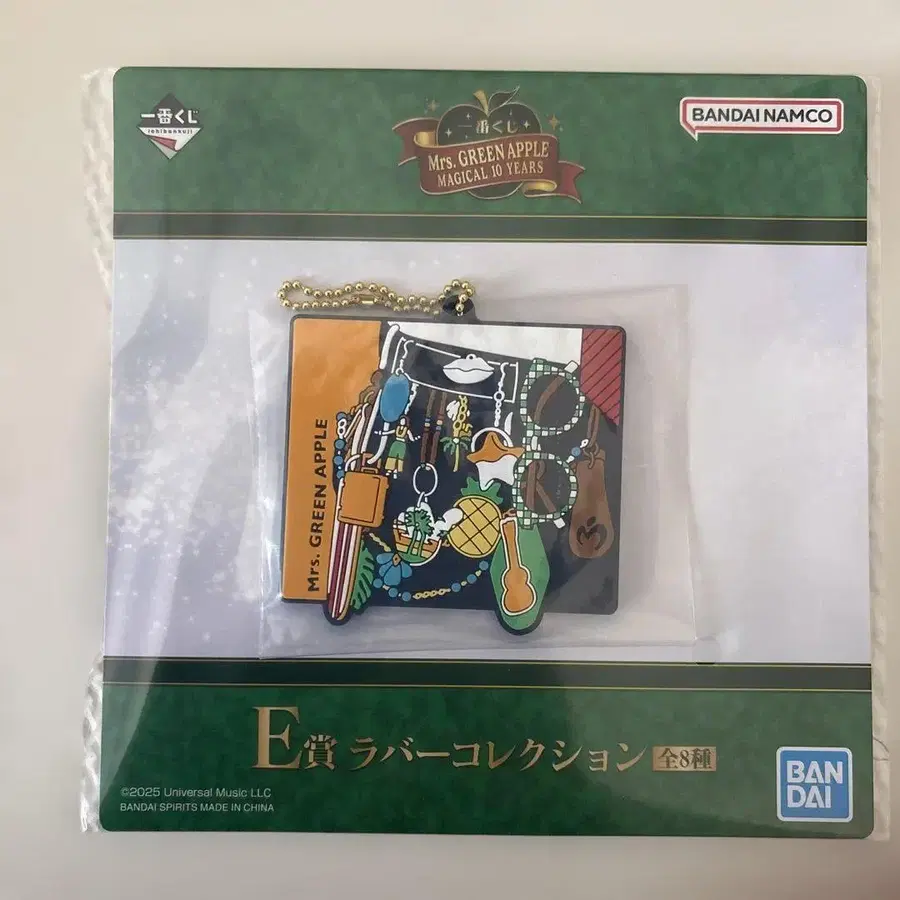 一番くじ
ichibankuji
一番くじ
Mrs. GREEN APPLE
MAGICAL 10 YEARS
BANDAI NAMCO
Mrs. GREEN APPLE
E賞 ラバーコレクション 全8種
©2025 Universal Music LLC
BANDAI SPIRITS MADE IN CHINA
BAN
DAI